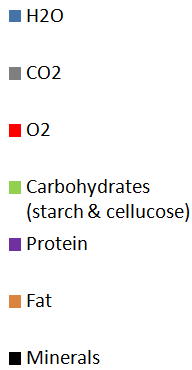 H2O
CO2
O2
Carbohydrates
(starch & cellucose)
Protein
Fat
Minerals